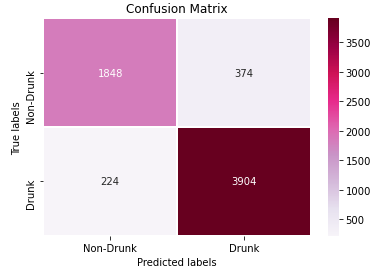 Confusion Matrix
True labels
Non-Drunk
Drunk
1848
374
224
3904
Non-Drunk
Drunk
Predicted labels
3500
3000
2500
2000
1500
1000
500